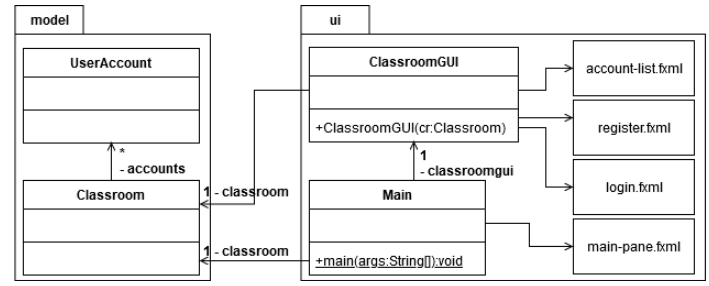 model
ui
UserAccount
ClassroomGUI
account-list.fxml
+ClassroomGUI(cr:Classroom)
register.fxml
*
- accounts
1
- classroomgui
Classroom
1 - classroom
Main
login.fxml
main-pane.fxml
1 - classroom
+main(args:String[]):void